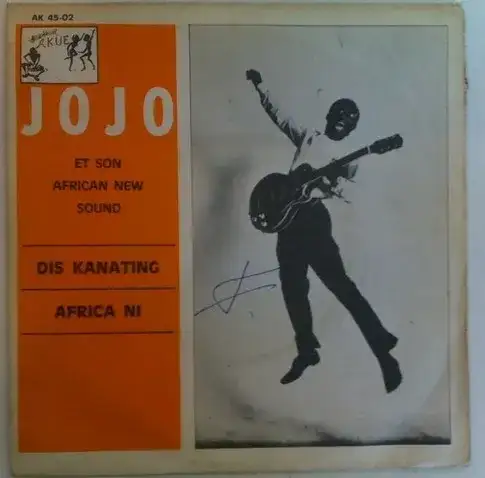 AK 45-02
AKUE
JOJO
ET SON
AFRICAN NEW
SOUND
DIS KANATING
AFRICA NI